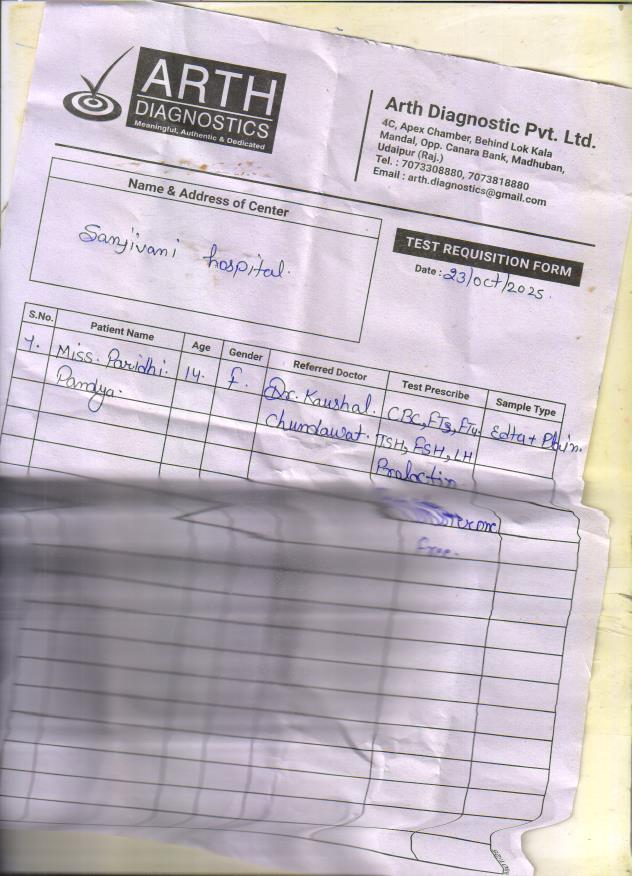 ARTH
DIAGNOSTICS
Meaningful, Authentic & Dedicated
Arth Diagnostic Pvt. Ltd.
4C, Apex Chamber, Behind Lok Kala
Mandal, Opp. Canara Bank, Madhuban,
Udaipur (Raj.)
Tel. : 7073308880, 7073818880
Email : arth.diagnostics@gmail.com
Name & Address of Center
Sanjivani hospital.
TEST REQUISITION FORM
Date : 23/oct/2025.
S.No. Patient Name Age Gender Referred Doctor Test Prescribe Sample Type
1. Miss. Paridhi. 14. f. Dr. Kaushal. CBC, FT3, FT4. Edta + Plain.
Pandya. Chundawat. TSH, FSH, LH
Prolactin
free.